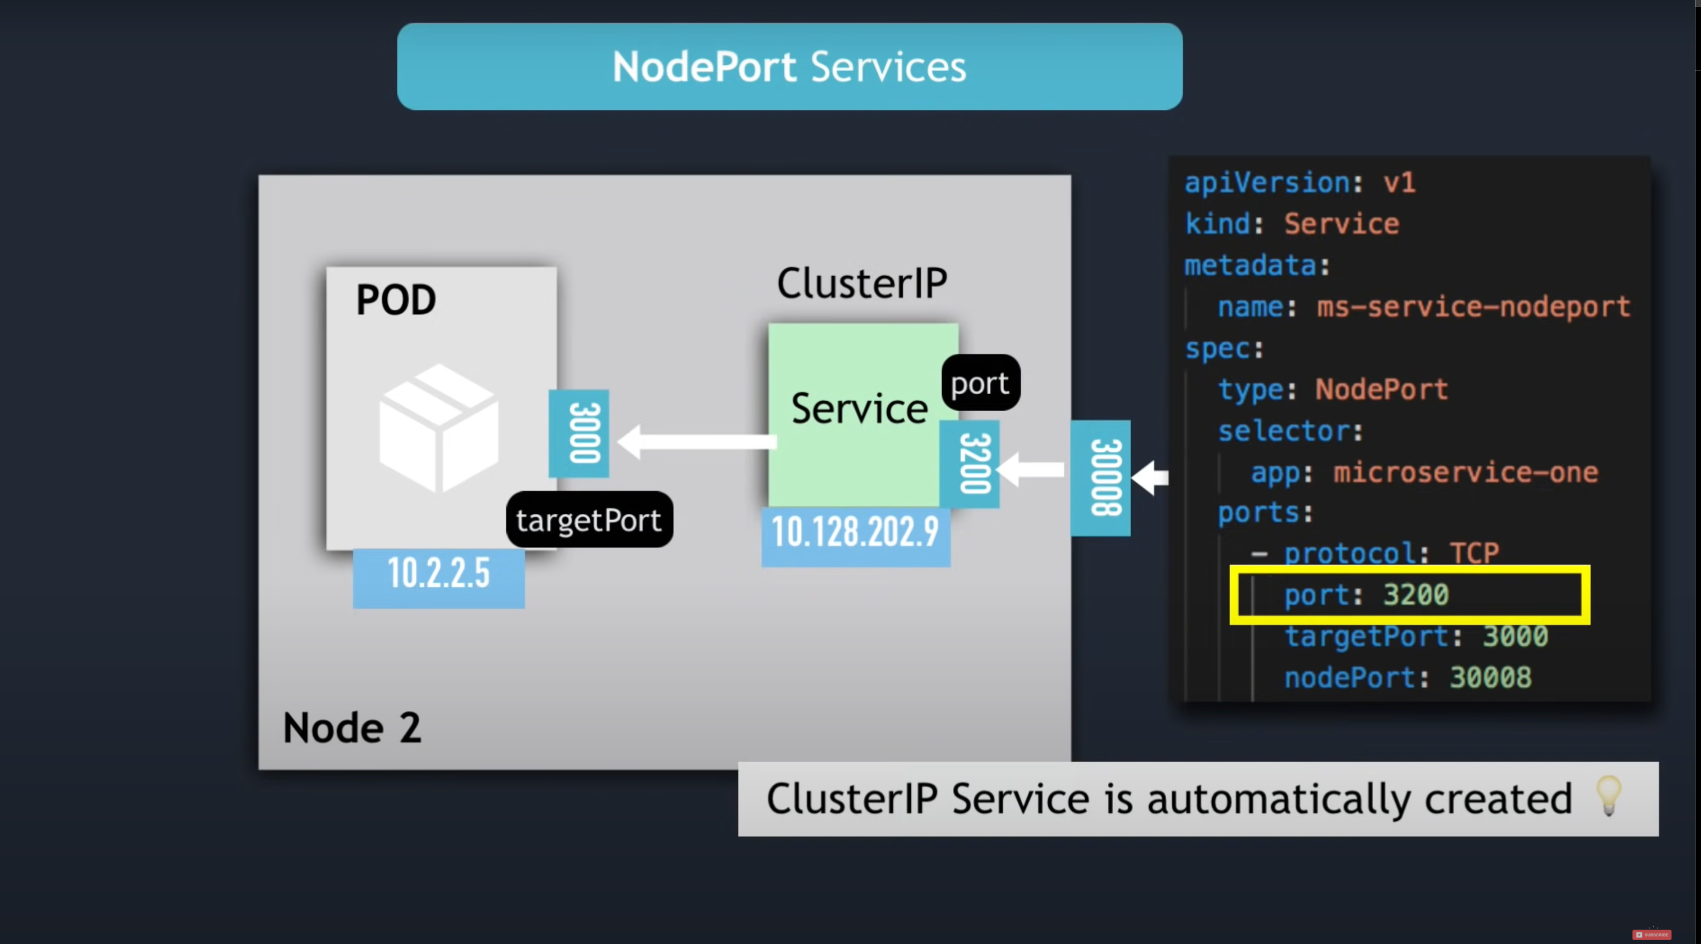 NodePort Services
apiVersion: v1
kind: Service
metadata:
name: ms-service-nodeport
spec:
type: NodePort
selector:
app: microservice-one
ports:
- protocol: TCP
port: 3200
targetPort: 3000
nodePort: 30008
POD
3000
targetPort
10.2.2.5
ClusterIP
Service
port
3200
10.128.202.9
30008
Node 2
ClusterIP Service is automatically created
SUBSCRIBE